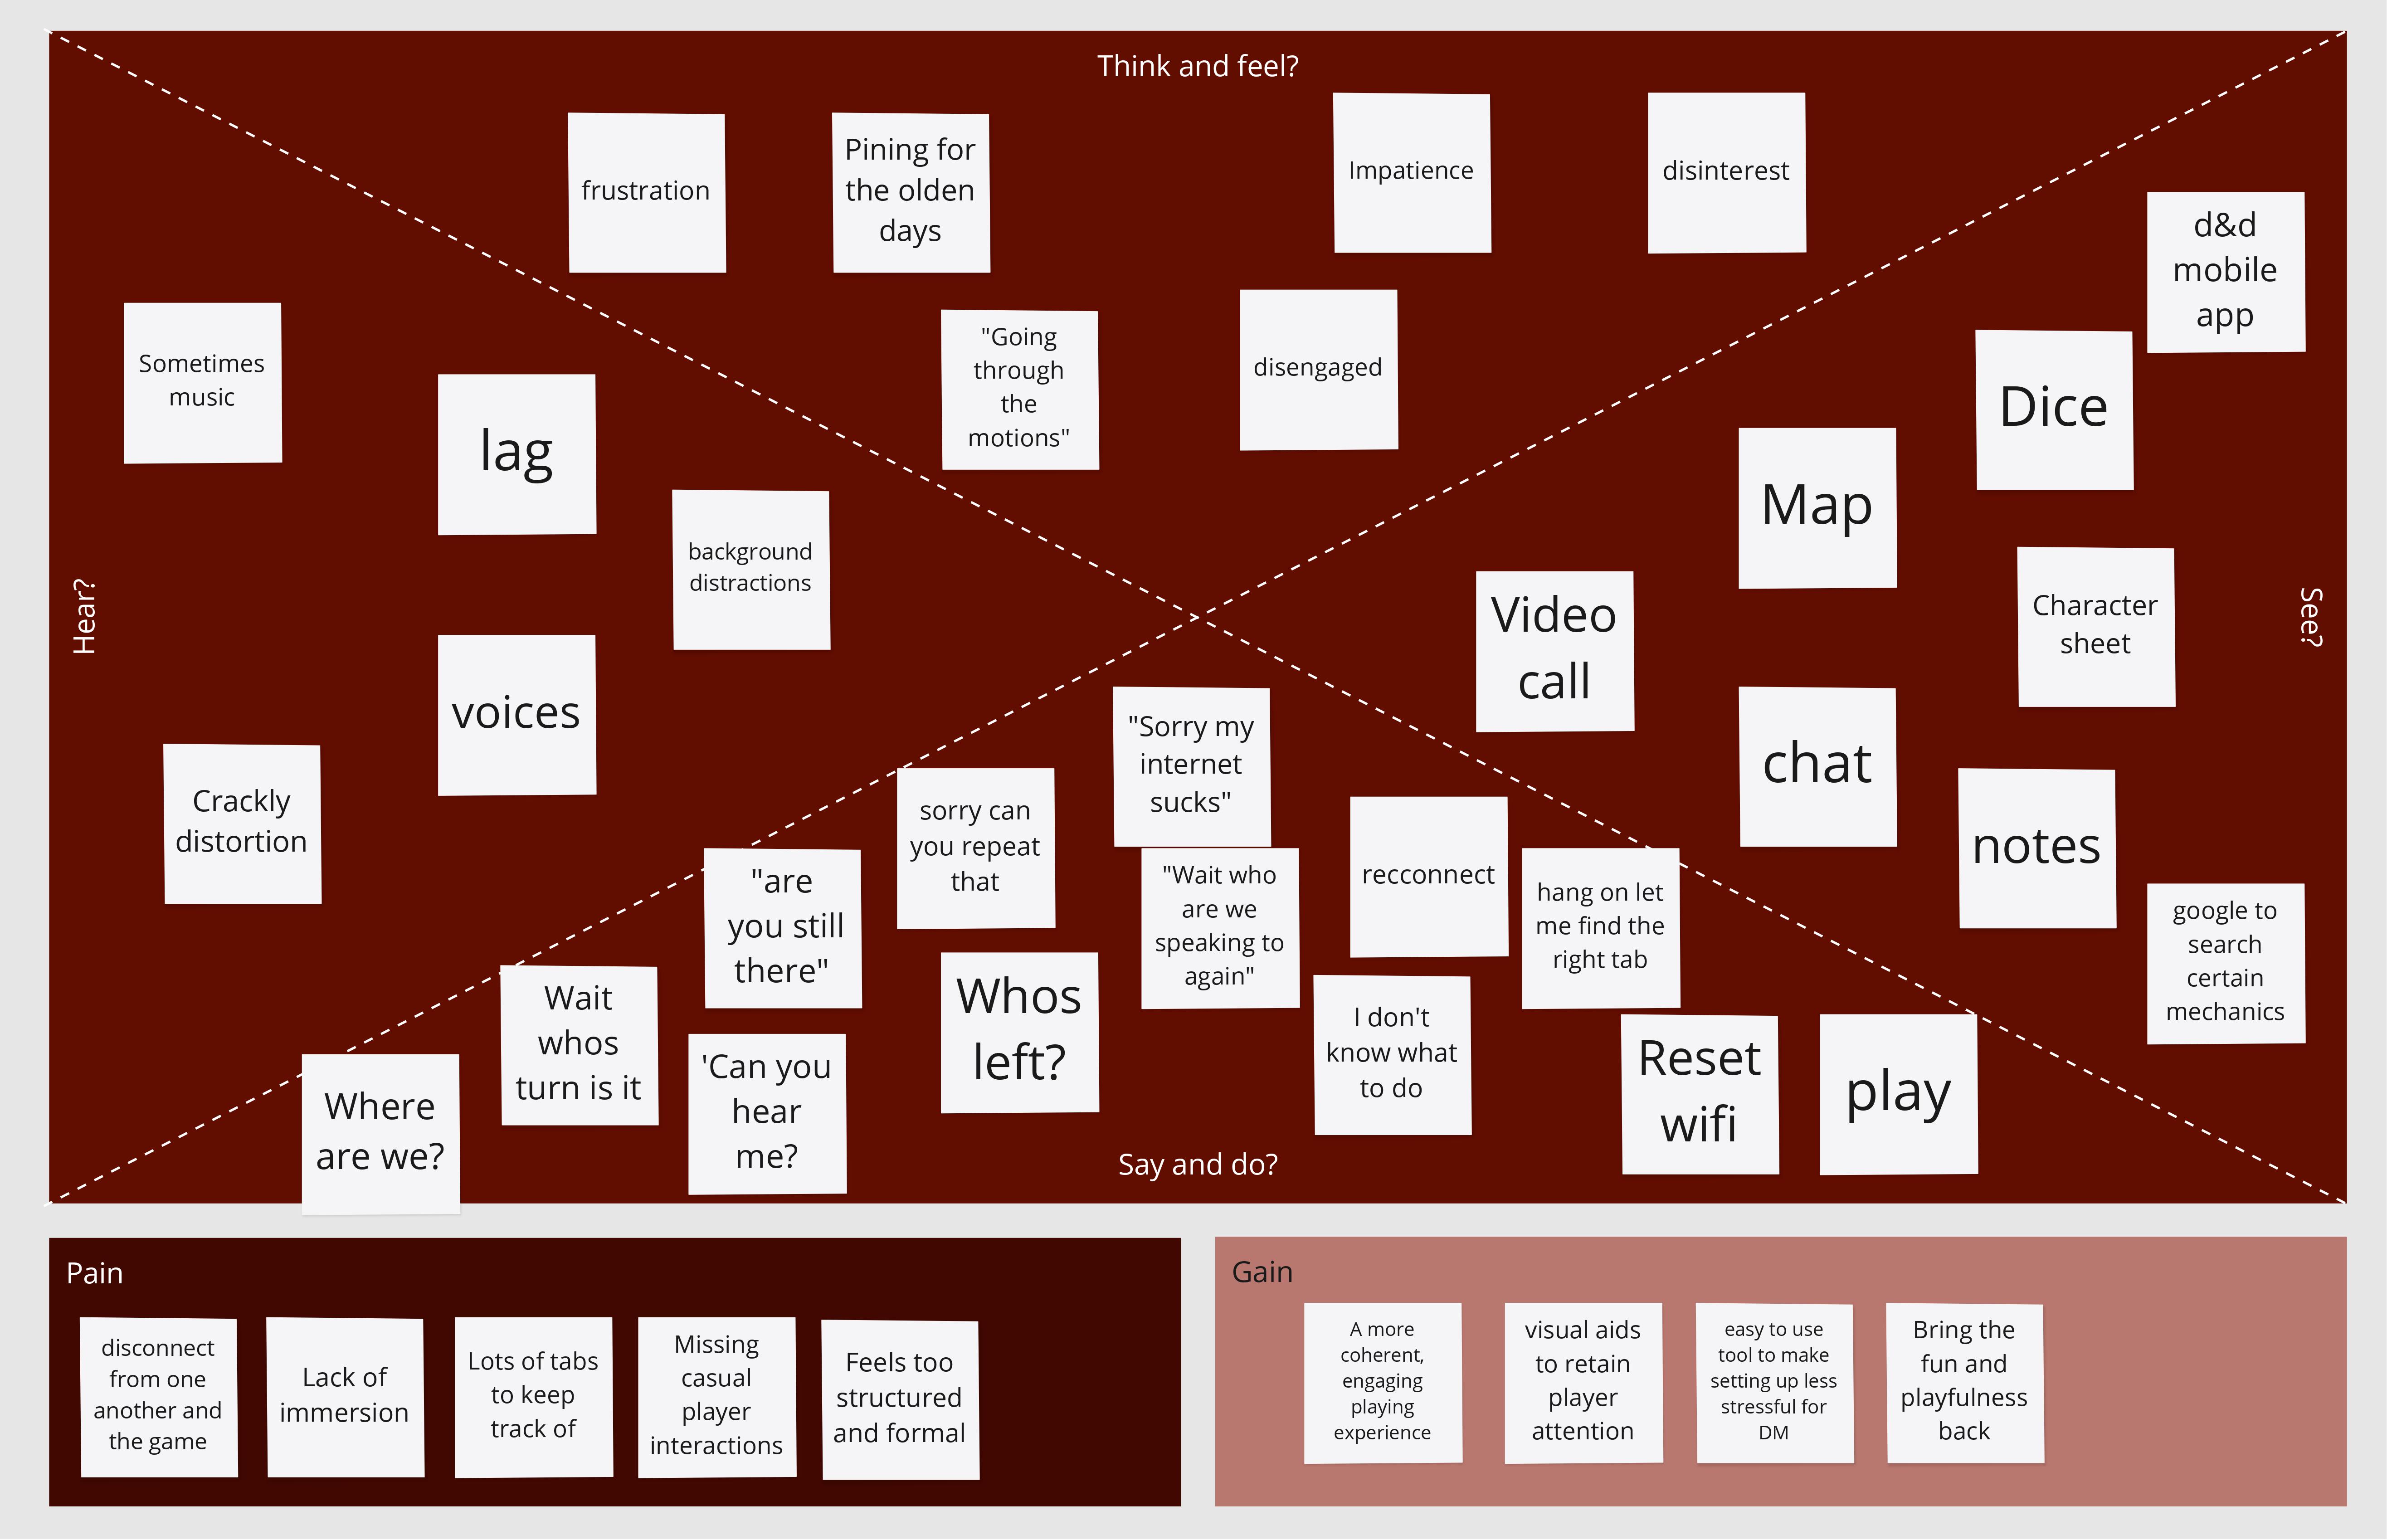 Think and feel?
frustration
Pining for
the olden
days
Impatience
disinterest
"Going
through
the
motions"
disengaged
Hear?
Sometimes
music
lag
background
distractions
voices
Crackly
distortion
See?
d&d
mobile
app
Dice
Map
Character
sheet
Video
call
chat
notes
google to
search
certain
mechanics
Say and do?
"Sorry my
internet
sucks"
sorry can
you repeat
that
"are
you still
there"
"Wait who
are we
speaking to
again"
recconnect
hang on let
me find the
right tab
Wait
whos
turn is it
Whos
left?
I don't
know what
to do
Where
are we?
'Can you
hear
me?
Reset
wifi
play
Pain
disconnect
from one
another and
the game
Lack of
immersion
Lots of tabs
to keep
track of
Missing
casual
player
interactions
Feels too
structured
and formal
Gain
A more
coherent,
engaging
playing
experience
visual aids
to retain
player
attention
easy to use
tool to make
setting up less
stressful for
DM
Bring the
fun and
playfulness
back